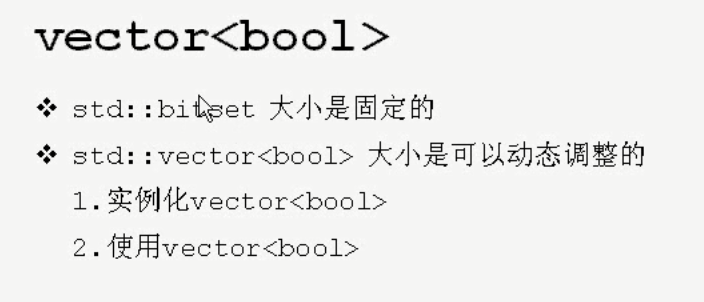 vector<bool>
❖ std::bitset 大小是固定的
❖ std::vector<bool> 大小是可以动态调整的
1.实例化vector<bool>
2.使用vector<bool>